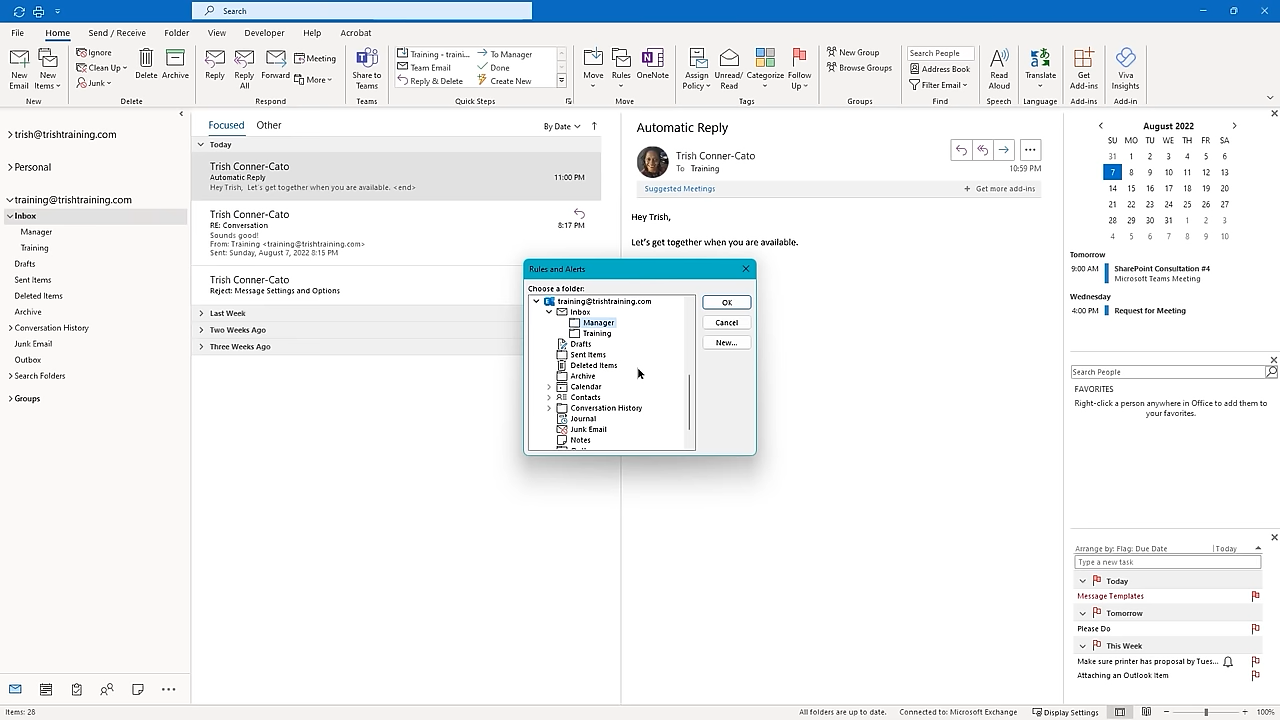 Search
File Home Send / Receive Folder View Developer Help Acrobat
New Email
New Items
Ignore
Clean Up
Junk
Delete
Archive
Reply
Reply All
Forward
Meeting
More
Share to Teams
Training - traini...
Team Email
Reply & Delete
To Manager
Done
Create New
Move
Rules
OneNote
Assign Policy
Unread/ Read
Categorize
Follow Up
New Group
Browse Groups
Search People
Address Book
Filter Email
Read Aloud
Translate
Get Add-ins
Viva Insights
New Delete Respond Teams Quick Steps Move Tags Groups Find Speech Language Add-ins Add-in
trish@trishtraining.com
Personal
training@trishtraining.com
Inbox
Manager
Training
Drafts
Sent Items
Deleted Items
Archive
Conversation History
Junk Email
Outbox
Search Folders
Groups
Focused Other By Date
Today
Trish Conner-Cato
Automatic Reply 11:00 PM
Hey Trish, Let's get together when you are available. <end>
Trish Conner-Cato
RE: Conversation 8:17 PM
Sounds good!
From: Training <training@trishtraining.com>
Sent: Sunday, August 7, 2022 8:15 PM
Trish Conner-Cato
Reject: Message Settings and Options
Last Week
Two Weeks Ago
Three Weeks Ago
Automatic Reply
Trish Conner-Cato
To Training 10:59 PM
Suggested Meetings + Get more add-ins
Hey Trish,
Let's get together when you are available.
Rules and Alerts
Choose a folder:
training@trishtraining.com
Inbox
Manager
Training
Drafts
Sent Items
Deleted Items
Archive
Calendar
Contacts
Conversation History
Journal
Junk Email
Notes
OK
Cancel
New...
August 2022
SU MO TU WE TH FR SA
31 1 2 3 4 5 6
7 8 9 10 11 12 13
14 15 16 17 18 19 20
21 22 23 24 25 26 27
28 29 30 31 1 2 3
4 5 6 7 8 9 10
Tomorrow
9:00 AM SharePoint Consultation #4
Microsoft Teams Meeting
Wednesday
4:00 PM Request for Meeting
Search People
FAVORITES
Right-click a person anywhere in Office to add them to
your favorites.
Arrange by: Flag: Due Date Today
Type a new task
Today
Message Templates
Tomorrow
Please Do
This Week
Make sure printer has proposal by Tues...
Attaching an Outlook Item
Items: 28 All folders are up to date. Connected to: Microsoft Exchange Display Settings 100%